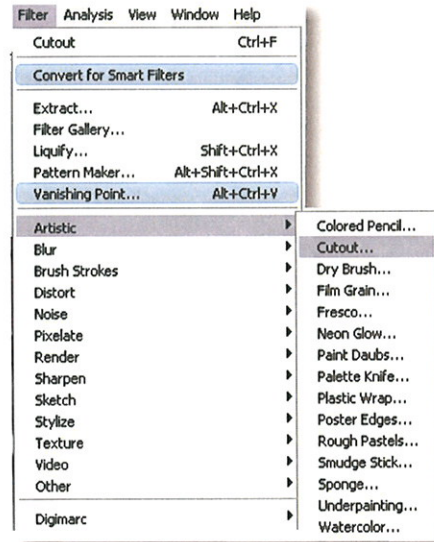 Filter Analysis View Window Help
Cutout Ctrl+F
Convert for Smart Filters
Extract... Alt+Ctrl+X
Filter Gallery...
Liquify... Shift+Ctrl+X
Pattern Maker... Alt+Shift+Ctrl+X
Vanishing Point... Alt+Ctrl+V
Artistic
Blur
Brush Strokes
Distort
Noise
Pixelate
Render
Sharpen
Sketch
Stylize
Texture
Video
Other
Digimarc
Colored Pencil...
Cutout...
Dry Brush...
Film Grain...
Fresco...
Neon Glow...
Paint Daubs...
Palette Knife...
Plastic Wrap...
Poster Edges...
Rough Pastels...
Smudge Stick...
Sponge...
Underpainting...
Watercolor...